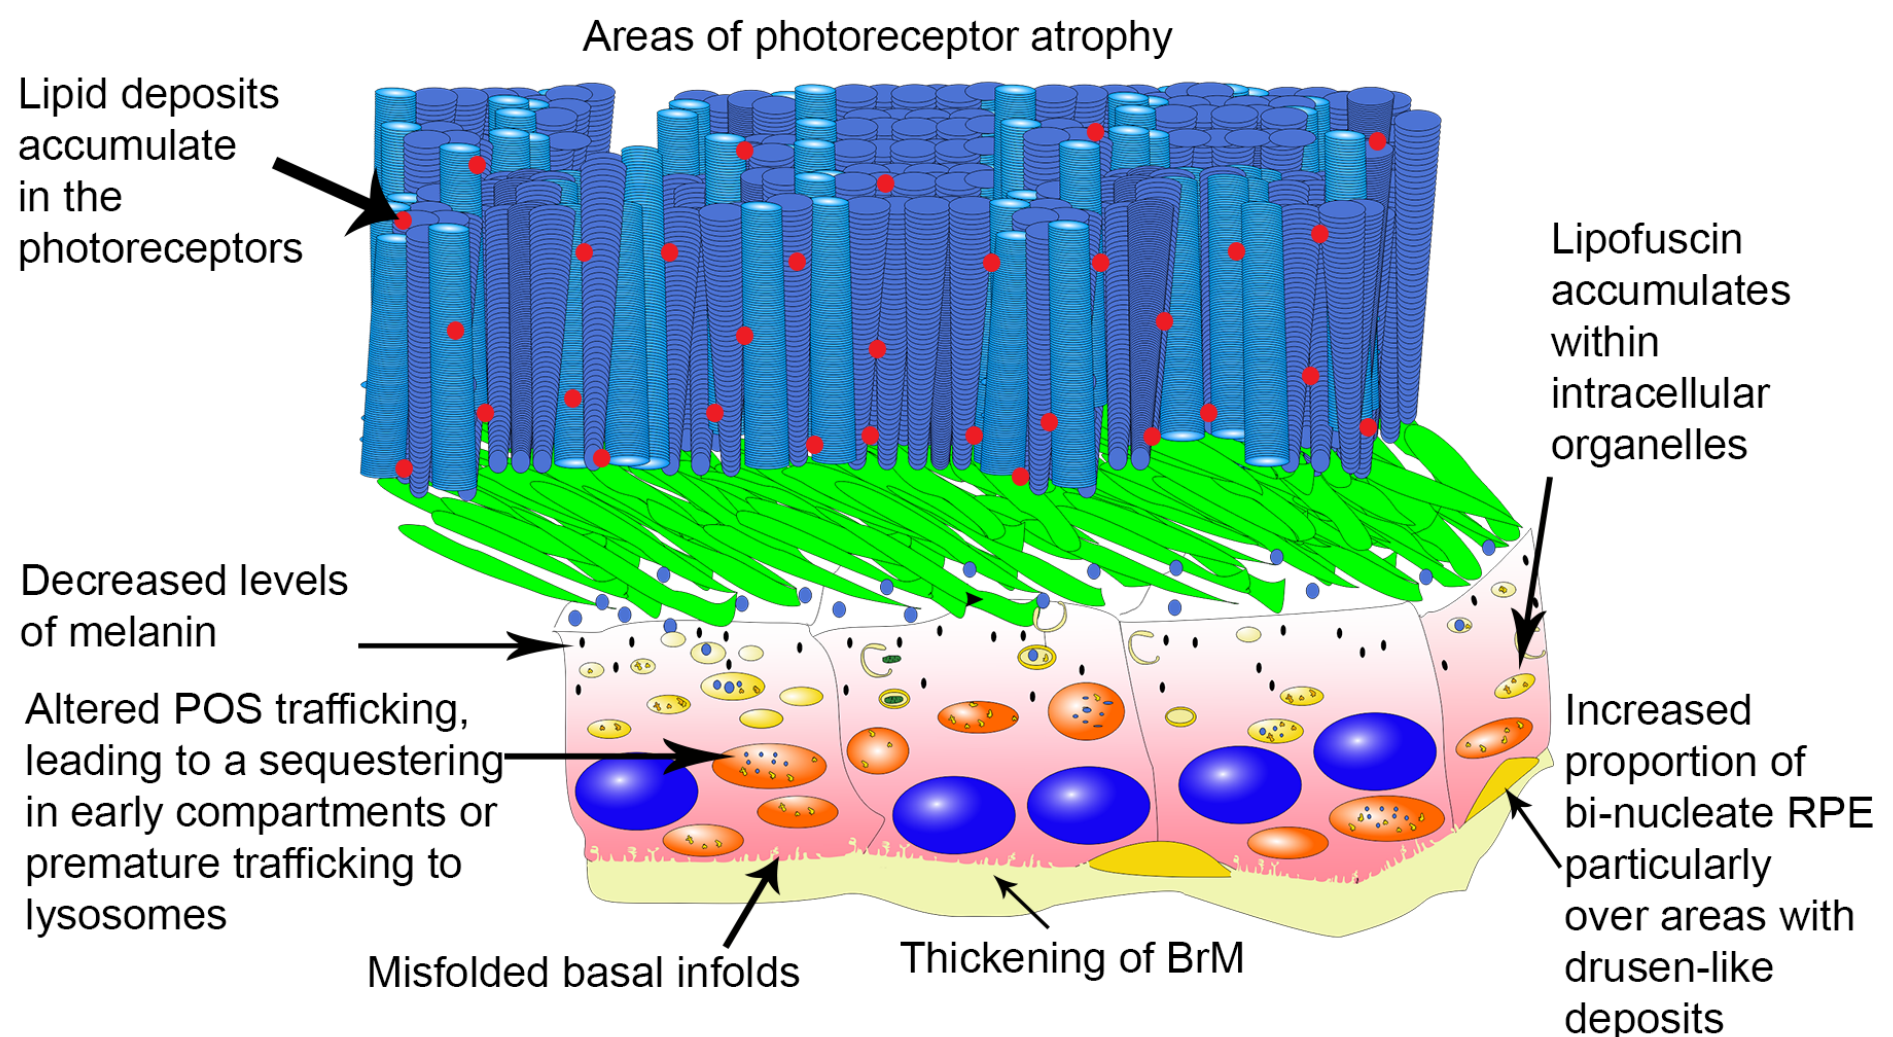 Areas of photoreceptor atrophy
Lipid deposits
accumulate
in the
photoreceptors
Lipofuscin
accumulates
within
intracellular
organelles
Decreased levels
of melanin
Altered POS trafficking,
leading to a sequestering
in early compartments or
premature trafficking to
lysosomes
Increased
proportion of
bi-nucleate RPE
particularly
over areas with
drusen-like
deposits
Misfolded basal infolds
Thickening of BrM